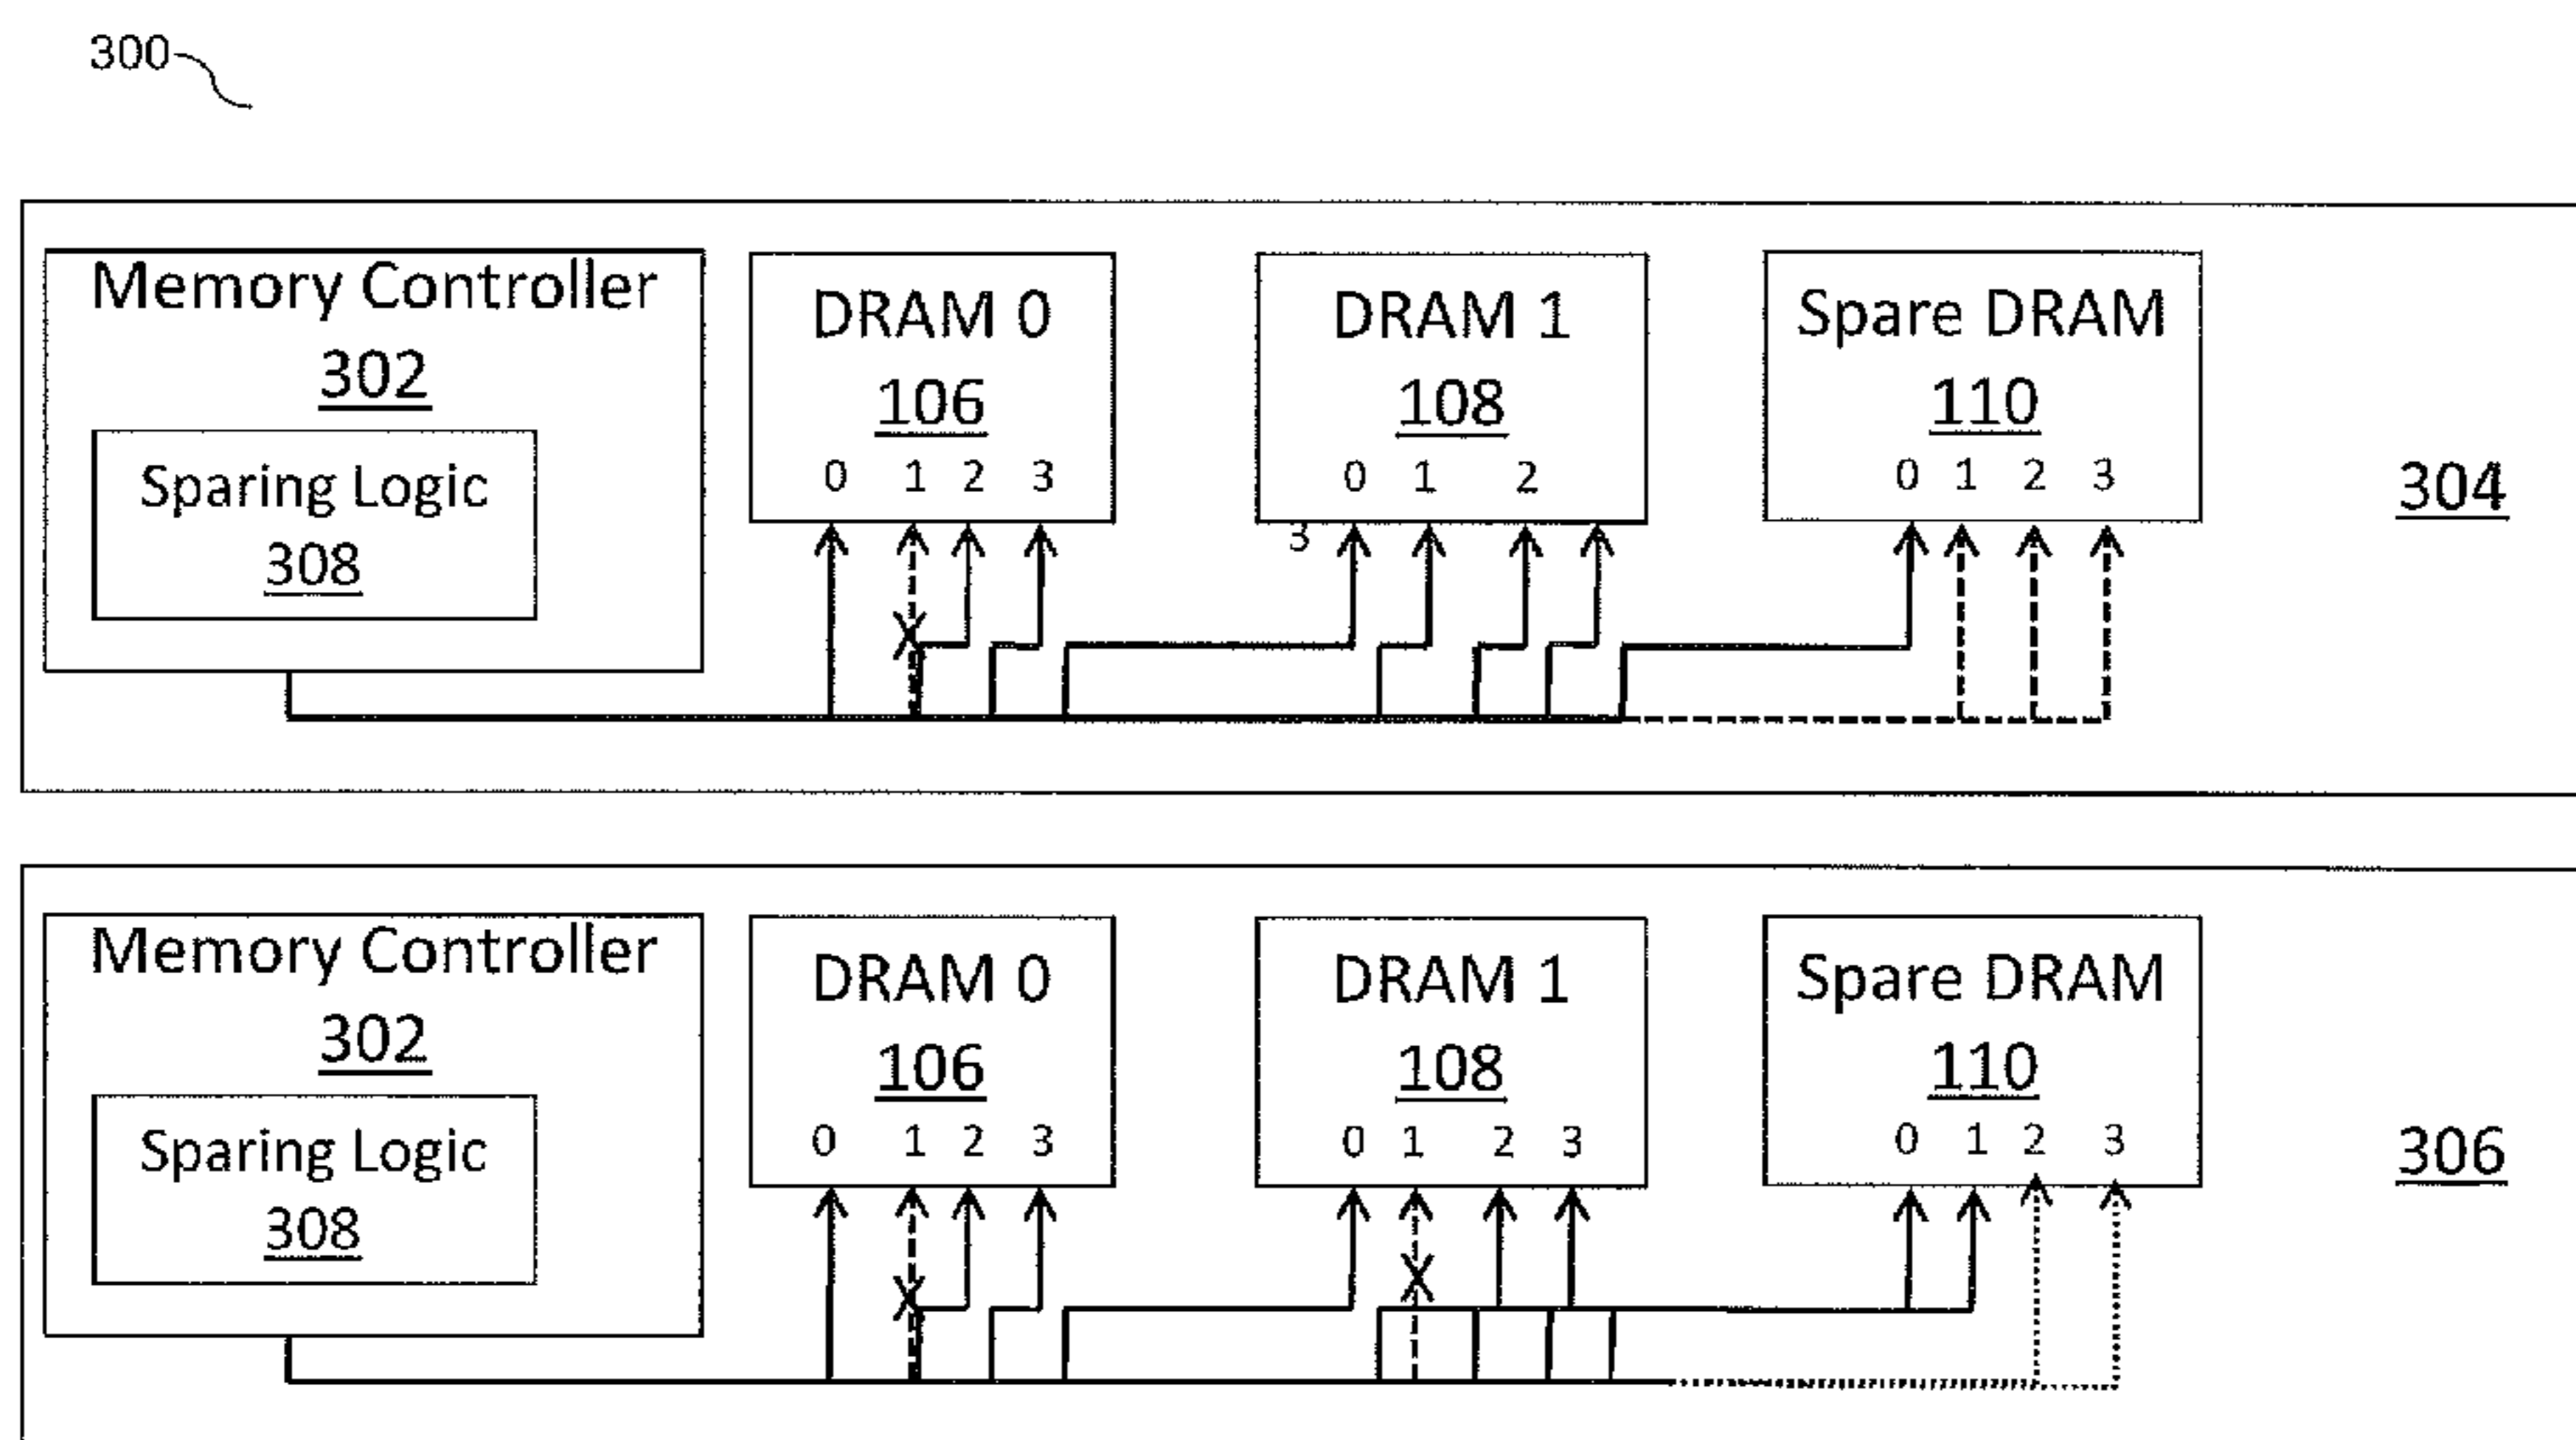 300
Memory Controller
302
Sparing Logic
308
DRAM 0
106
0 1 2 3
DRAM 1
108
0 1 2
3
Spare DRAM
110
0 1 2 3
304
X
Memory Controller
302
Sparing Logic
308
DRAM 0
106
0 1 2 3
DRAM 1
108
0 1 2 3
Spare DRAM
110
0 1 2 3
306
X
X